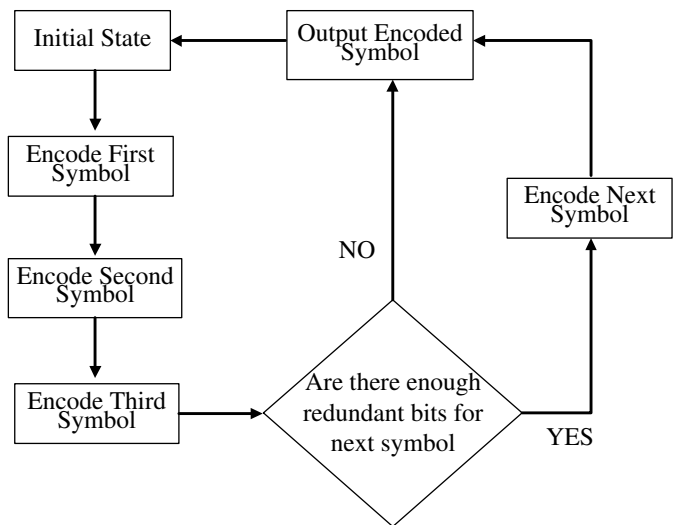 Initial State
Output Encoded
Symbol
Encode First
Symbol
Encode Next
Symbol
NO
Encode Second
Symbol
Are there enough
redundant bits for
next symbol
Encode Third
Symbol
YES